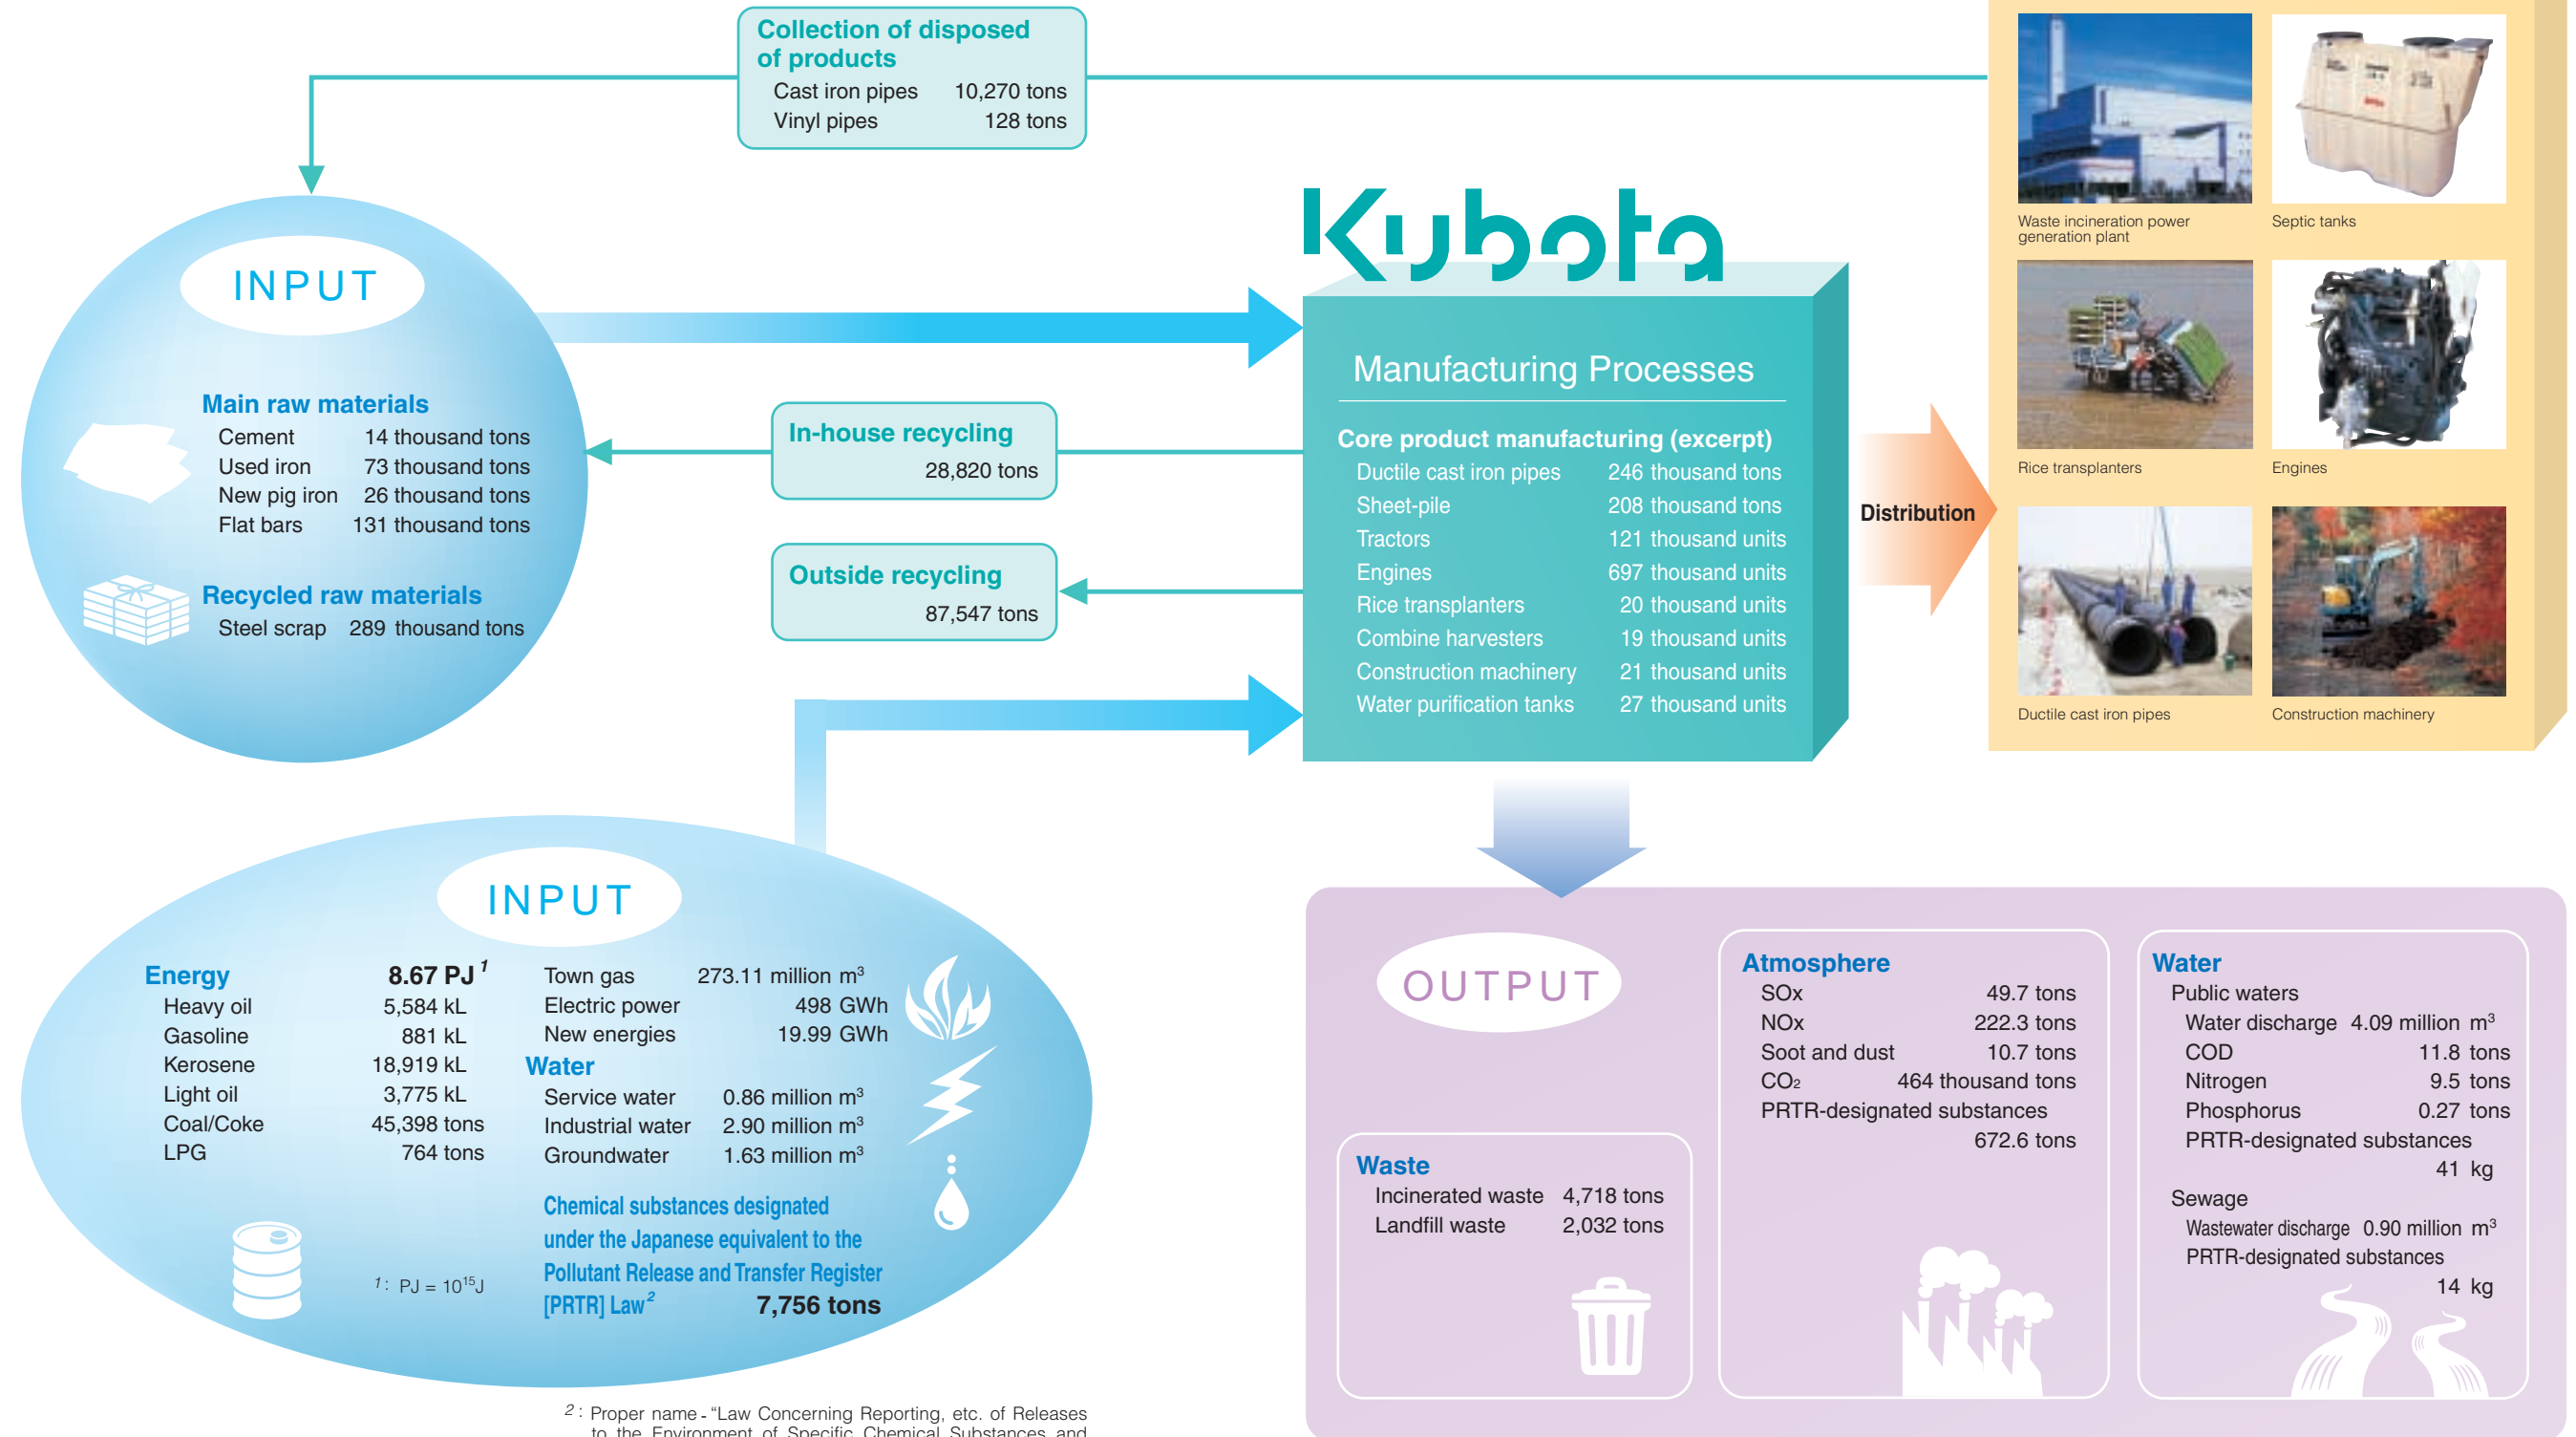 Collection of disposed
of products
Cast iron pipes 10,270 tons
Vinyl pipes 128 tons
INPUT
Main raw materials
Cement 14 thousand tons
Used iron 73 thousand tons
New pig iron 26 thousand tons
Flat bars 131 thousand tons
Recycled raw materials
Steel scrap 289 thousand tons
In-house recycling
28,820 tons
Outside recycling
87,547 tons
Kubota
Manufacturing Processes
Core product manufacturing (excerpt)
Ductile cast iron pipes 246 thousand tons
Sheet-pile 208 thousand tons
Tractors 121 thousand units
Engines 697 thousand units
Rice transplanters 20 thousand units
Combine harvesters 19 thousand units
Construction machinery 21 thousand units
Water purification tanks 27 thousand units
Distribution
Waste incineration power
generation plant
Septic tanks
Rice transplanters
Engines
Ductile cast iron pipes
Construction machinery
INPUT
Energy 8.67 PJ ¹
Heavy oil 5,584 kL
Gasoline 881 kL
Kerosene 18,919 kL
Light oil 3,775 kL
Coal/Coke 45,398 tons
LPG 764 tons
1 : PJ = 10¹⁵J
Town gas 273.11 million m³
Electric power 498 GWh
New energies 19.99 GWh
Water
Service water 0.86 million m³
Industrial water 2.90 million m³
Groundwater 1.63 million m³
Chemical substances designated
under the Japanese equivalent to the
Pollutant Release and Transfer Register
[PRTR] Law² 7,756 tons
2 : Proper name - “Law Concerning Reporting, etc. of Releases
to the Environment of Specific Chemical Substances and
OUTPUT
Waste
Incinerated waste 4,718 tons
Landfill waste 2,032 tons
Atmosphere
SOx 49.7 tons
NOx 222.3 tons
Soot and dust 10.7 tons
CO₂ 464 thousand tons
PRTR-designated substances
672.6 tons
Water
Public waters
Water discharge 4.09 million m³
COD 11.8 tons
Nitrogen 9.5 tons
Phosphorus 0.27 tons
PRTR-designated substances
41 kg
Sewage
Wastewater discharge 0.90 million m³
PRTR-designated substances
14 kg